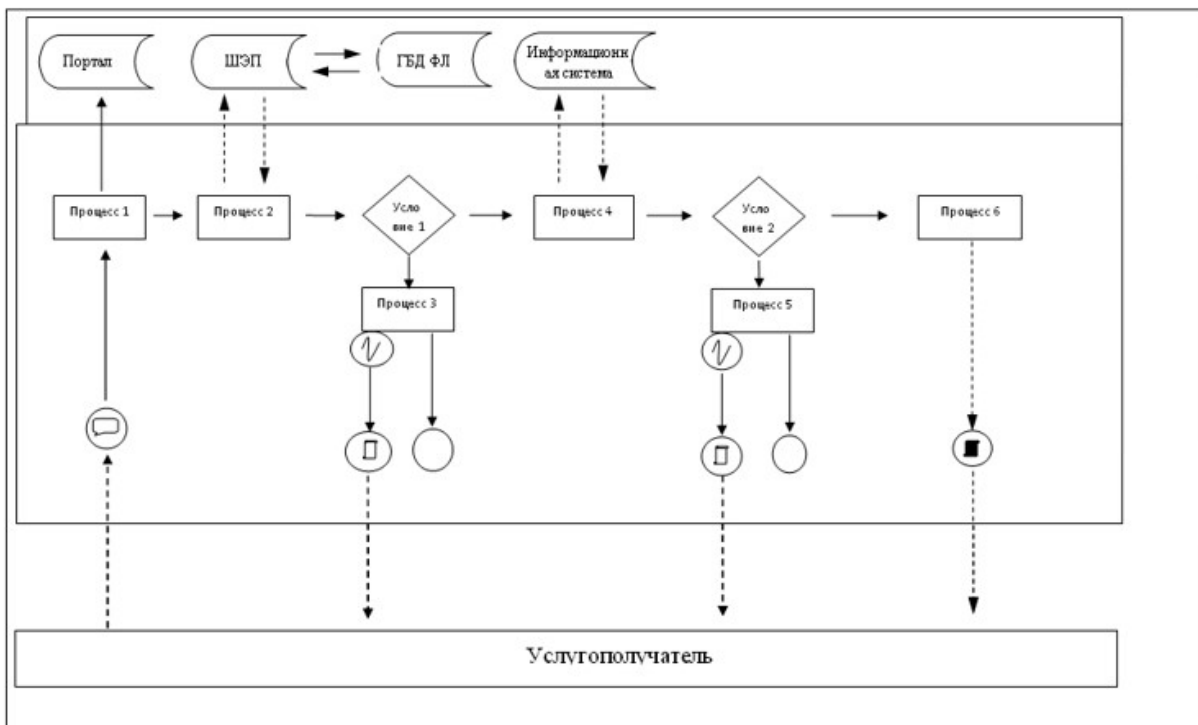 Портал
ШЭП
ГБД ФЛ
Информационн
ая система
Процесс 1
Процесс 2
Усло
вие 1
Процесс 4
Усло
вие 2
Процесс 6
Процесс 3
Процесс 5
Услугополучатель